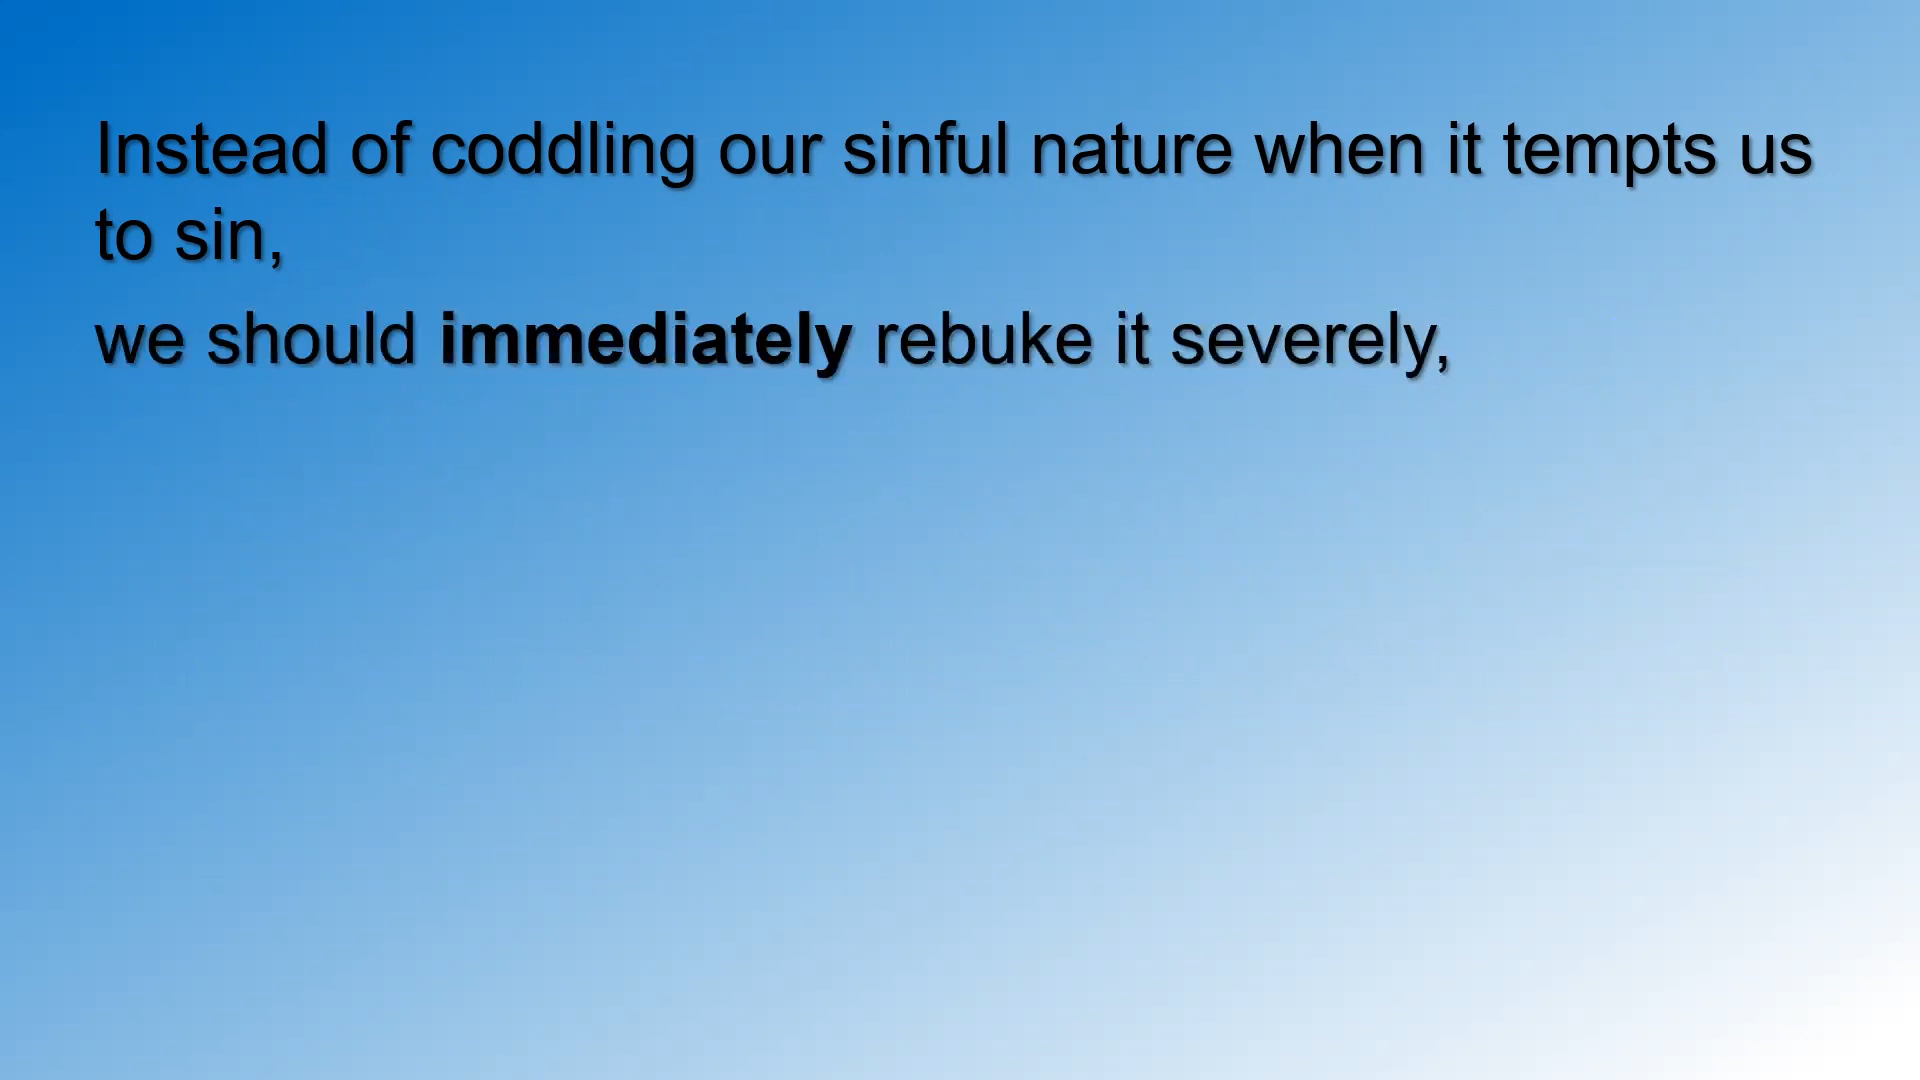 Instead of coddling our sinful nature when it tempts us
to sin,
we should immediately rebuke it severely,